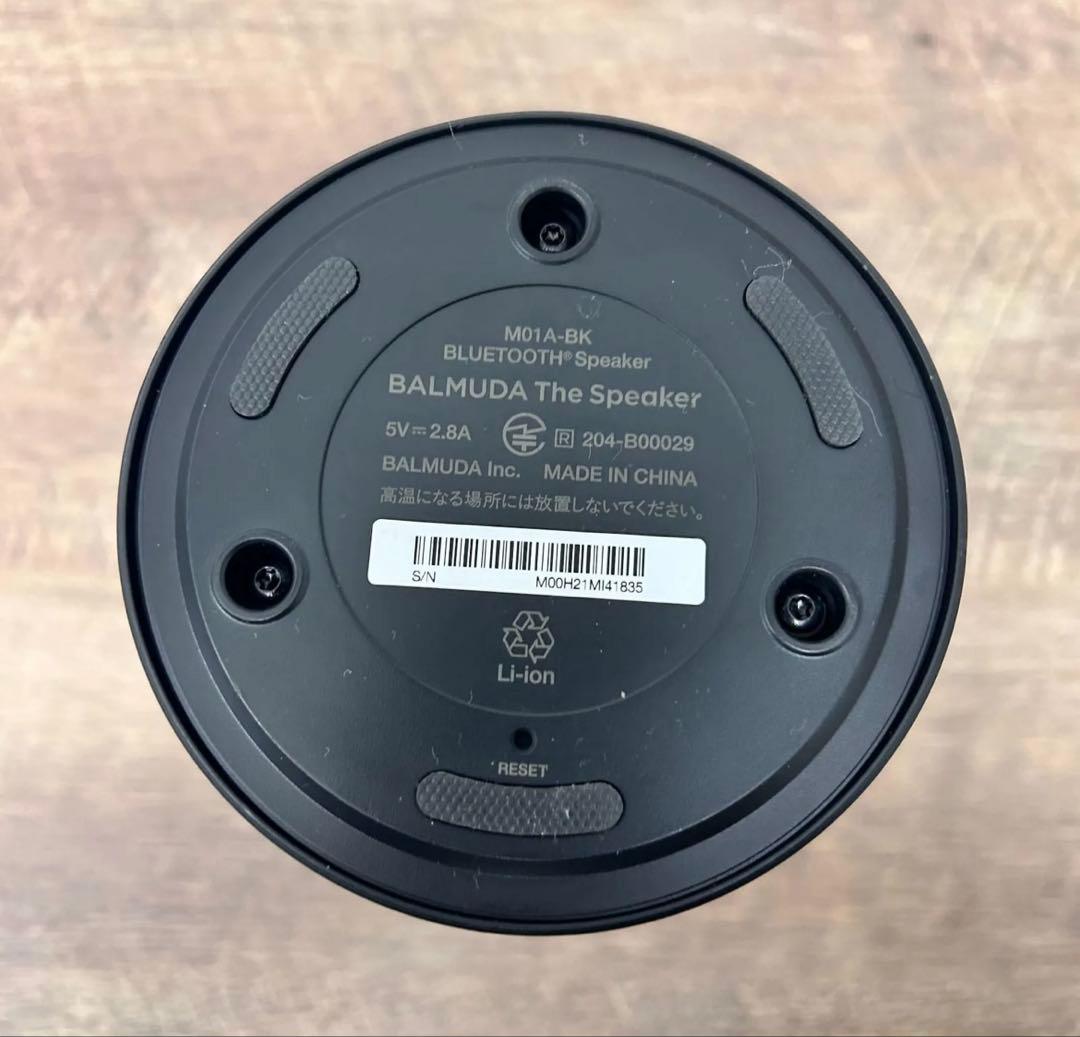 M01A-BK
BLUETOOTH® Speaker
BALMUDA The Speaker
5V⎓2.8A R 204-B00029
BALMUDA Inc. MADE IN CHINA
高温になる場所には放置しないでください。
S/N M00H21MI41835
Li-ion
RESET